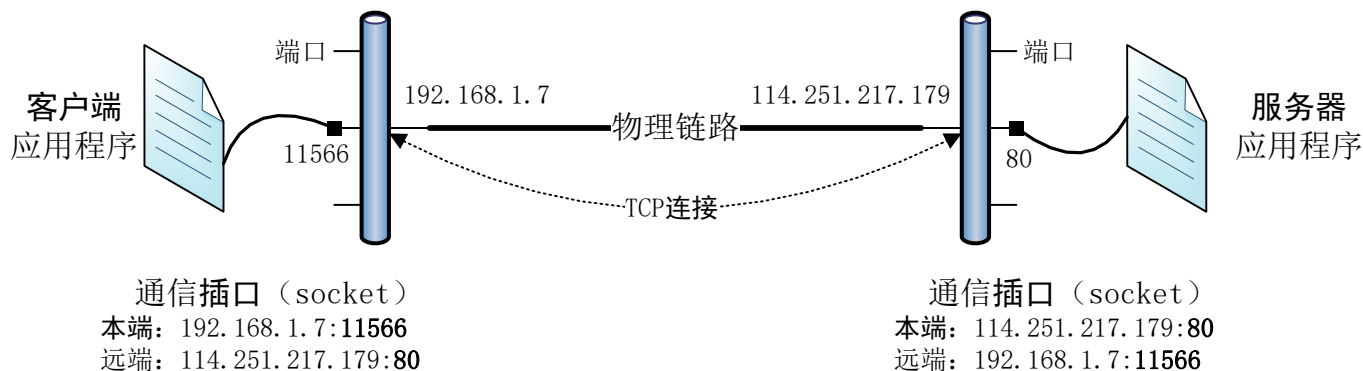 端口
端口
192.168.1.7
114.251.217.179
客户端
应用程序
物理链路
服务器
应用程序
11566
80
TCP连接
通信插口（socket）
本端：192.168.1.7:11566
远端：114.251.217.179:80
通信插口（socket）
本端：114.251.217.179:80
远端：192.168.1.7:11566